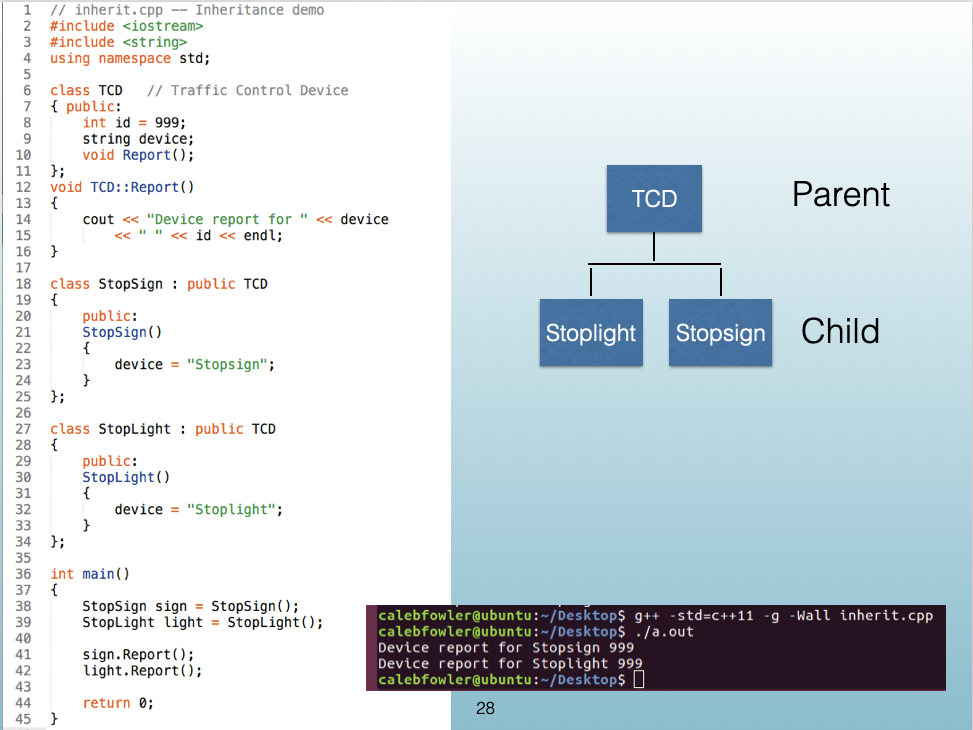 1 // inherit.cpp -- Inheritance demo
2 #include <iostream>
3 #include <string>
4 using namespace std;
5
6 class TCD   // Traffic Control Device
7 { public:
8     int id = 999;
9     string device;
10     void Report();
11 };
12 void TCD::Report()
13 {
14     cout << "Device report for " << device
15         << " " << id << endl;
16 }
17
18 class StopSign : public TCD
19 {
20     public:
21     StopSign()
22     {
23         device = "Stopsign";
24     }
25 };
26
27 class StopLight : public TCD
28 {
29     public:
30     StopLight()
31     {
32         device = "Stoplight";
33     }
34 };
35
36 int main()
37 {
38     StopSign sign = StopSign();
39     StopLight light = StopLight();
40
41     sign.Report();
42     light.Report();
43
44     return 0;
45 }
TCD
Parent
Stoplight
Stopsign
Child
calebfowler@ubuntu:~/Desktop$ g++ -std=c++11 -g -Wall inherit.cpp
calebfowler@ubuntu:~/Desktop$ ./a.out
Device report for Stopsign 999
Device report for Stoplight 999
calebfowler@ubuntu:~/Desktop$
28